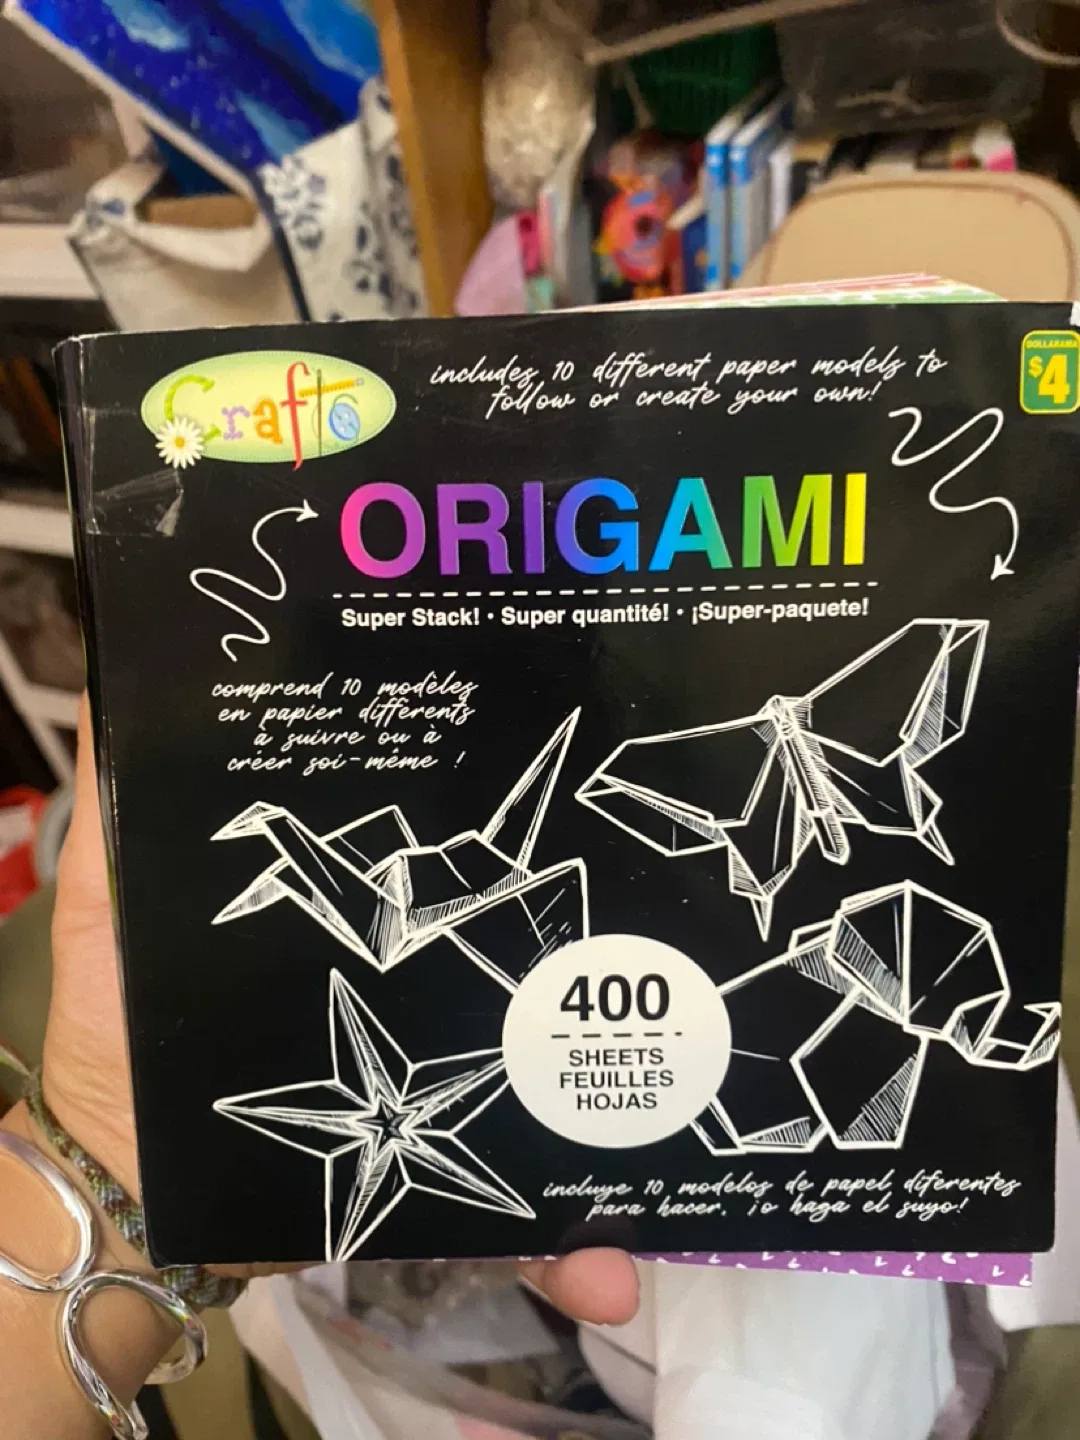 Crafts
includes 10 different paper models to
follow or create your own!
DOLLARAMA
$4
ORIGAMI
Super Stack! • Super quantité! • ¡Super-paquete!
comprend 10 modèles
en papier différents
à suivre ou à
créer soi-même !
400
SHEETS
FEUILLES
HOJAS
incluye 10 modelos de papel diferentes
para hacer, ¡o haga el suyo!